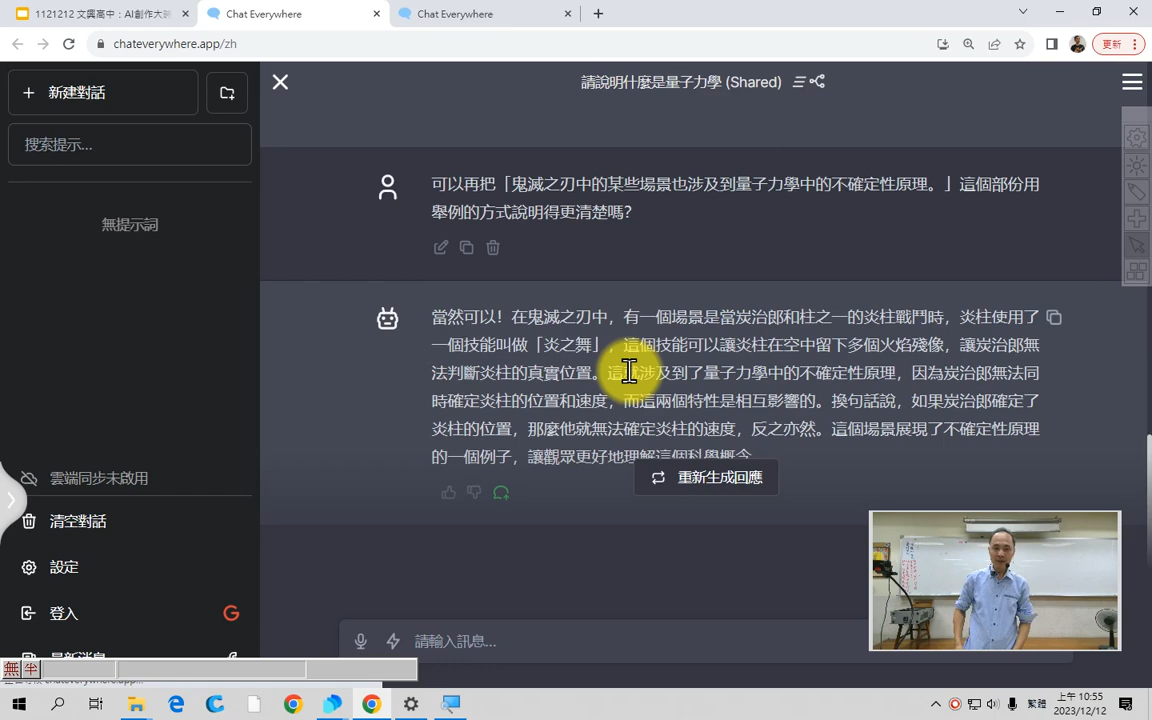 1121212 文興高中：AI創作大
Chat Everywhere
Chat Everywhere
chateverywhere.app/zh
更新
新建對話
請說明什麼是量子力學 (Shared)
搜索提示...
無提示詞
可以再把「鬼滅之刃中的某些場景也涉及到量子力學中的不確定性原理。」這個部份用
舉例的方式說明得更清楚嗎?
當然可以！在鬼滅之刃中，有一個場景是當炭治郎和柱之一的炎柱戰鬥時，炎柱使用了
一個技能叫做「炎之舞」，這個技能可以讓炎柱在空中留下多個火焰殘像，讓炭治郎無
法判斷炎柱的真實位置。這就涉及到了量子力學中的不確定性原理，因為炭治郎無法同
時確定炎柱的位置和速度，而這兩個特性是相互影響的。換句話說，如果炭治郎確定了
炎柱的位置，那麼他就無法確定炎柱的速度，反之亦然。這個場景展現了不確定性原理
的一個例子，讓觀眾更好地理解這個科學概念
重新生成回應
雲端同步未啟用
清空對話
設定
登入
最新消息
請輸入訊息...
無 半
繁體
上午 10:55
2023/12/12